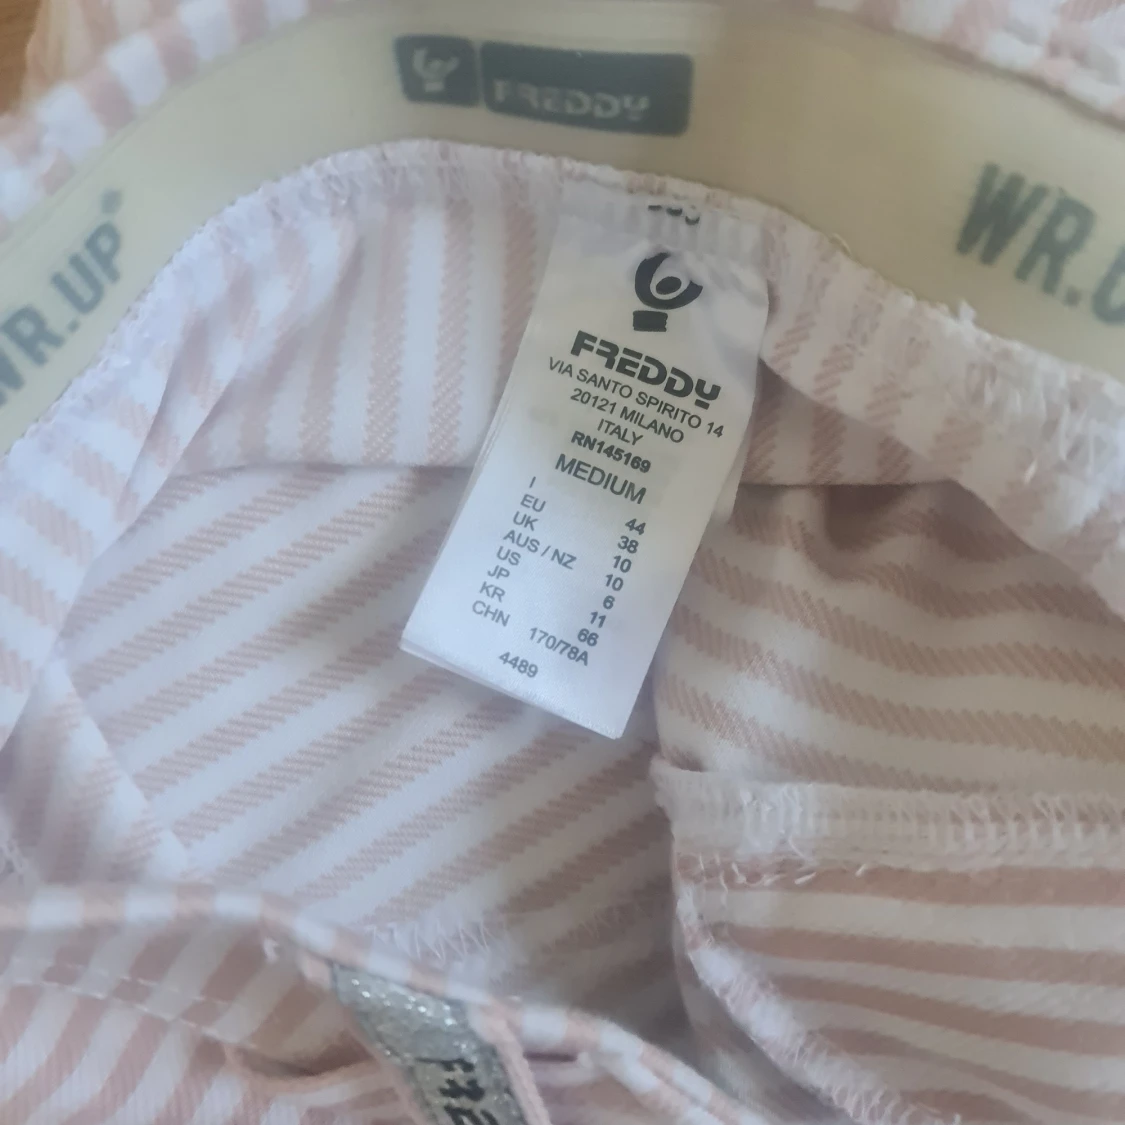 FREDDY
WR.UP®
WR.U
FREDDY
VIA SANTO SPIRITO 14
20121 MILANO
ITALY
RN145169
MEDIUM
I 44
EU 38
UK 10
AUS / NZ 10
US 6
JP 11
KR 66
CHN 170/78A
4489
FRE